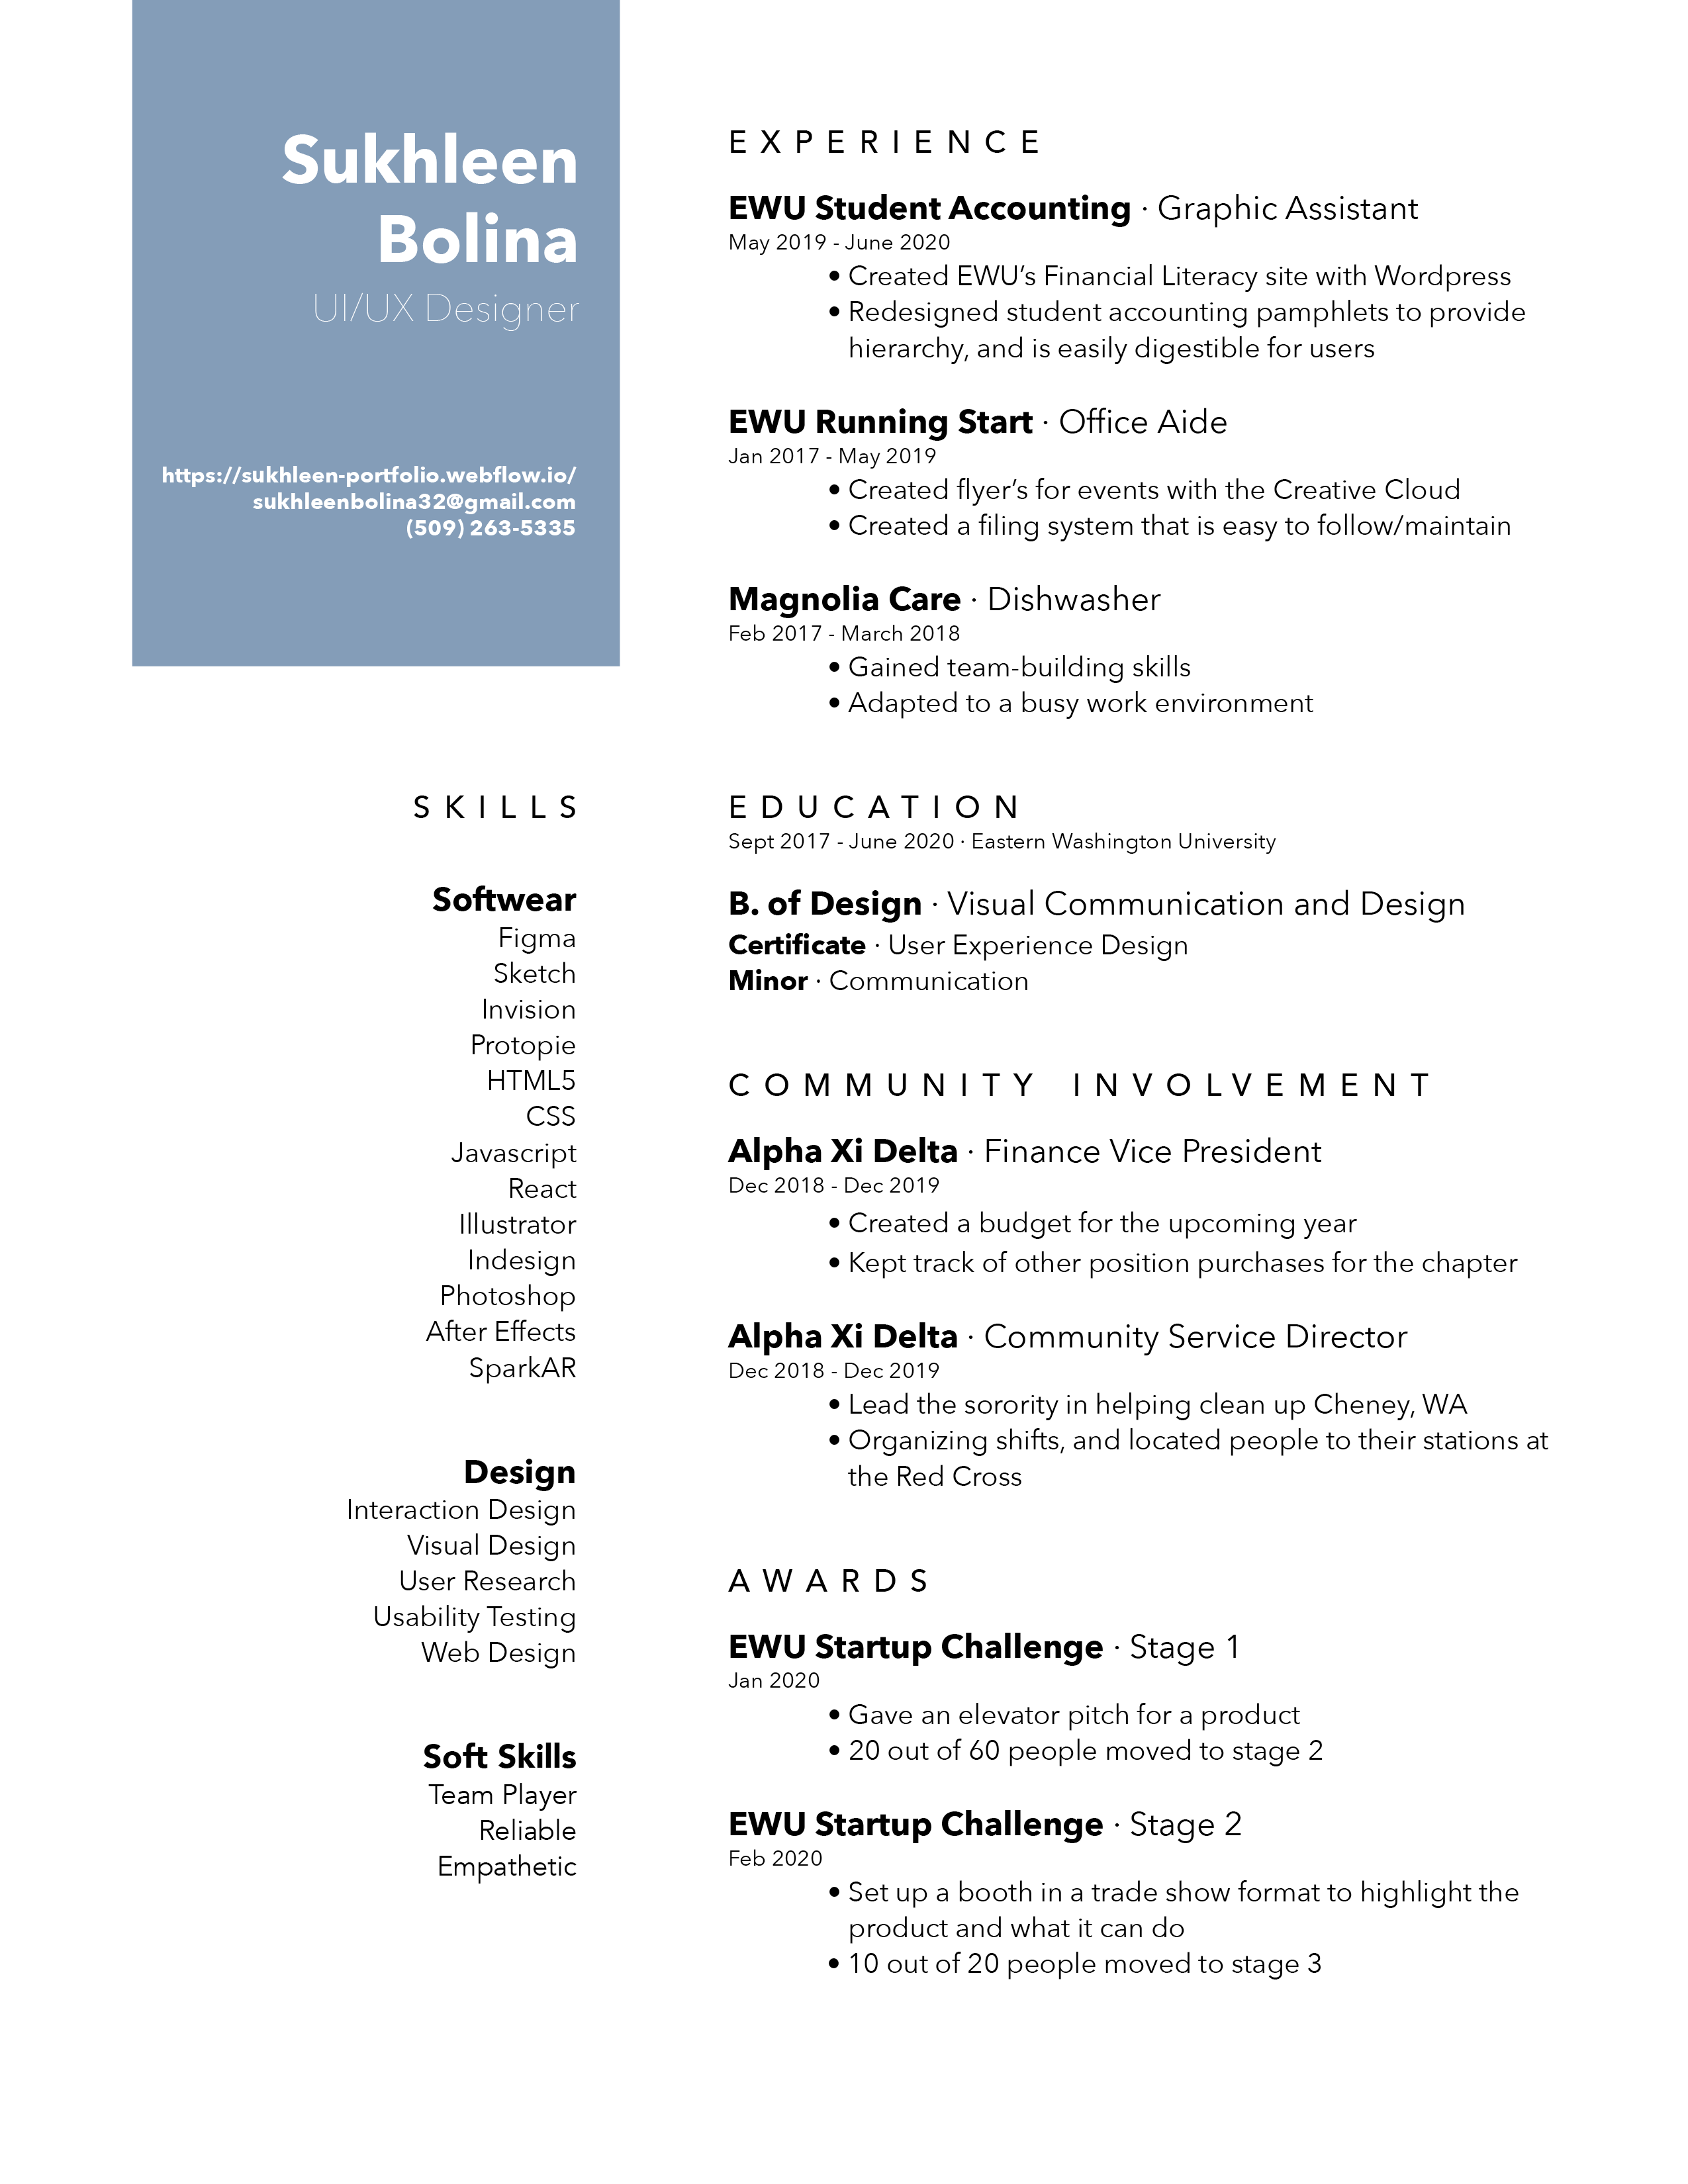 Sukhleen
Bolina
UI/UX Designer
https://sukhleen-portfolio.webflow.io/
sukhleenbolina32@gmail.com
(509) 263-5335
SKILLS
Softwear
Figma
Sketch
Invision
Protopie
HTML5
CSS
Javascript
React
Illustrator
Indesign
Photoshop
After Effects
SparkAR
Design
Interaction Design
Visual Design
User Research
Usability Testing
Web Design
Soft Skills
Team Player
Reliable
Empathetic
EXPERIENCE
EWU Student Accounting · Graphic Assistant
May 2019 - June 2020
• Created EWU’s Financial Literacy site with Wordpress
• Redesigned student accounting pamphlets to provide
hierarchy, and is easily digestible for users
EWU Running Start · Office Aide
Jan 2017 - May 2019
• Created flyer’s for events with the Creative Cloud
• Created a filing system that is easy to follow/maintain
Magnolia Care · Dishwasher
Feb 2017 - March 2018
• Gained team-building skills
• Adapted to a busy work environment
EDUCATION
Sept 2017 - June 2020 · Eastern Washington University
B. of Design · Visual Communication and Design
Certificate · User Experience Design
Minor · Communication
COMMUNITY INVOLVEMENT
Alpha Xi Delta · Finance Vice President
Dec 2018 - Dec 2019
• Created a budget for the upcoming year
• Kept track of other position purchases for the chapter
Alpha Xi Delta · Community Service Director
Dec 2018 - Dec 2019
• Lead the sorority in helping clean up Cheney, WA
• Organizing shifts, and located people to their stations at
the Red Cross
AWARDS
EWU Startup Challenge · Stage 1
Jan 2020
• Gave an elevator pitch for a product
• 20 out of 60 people moved to stage 2
EWU Startup Challenge · Stage 2
Feb 2020
• Set up a booth in a trade show format to highlight the
product and what it can do
• 10 out of 20 people moved to stage 3